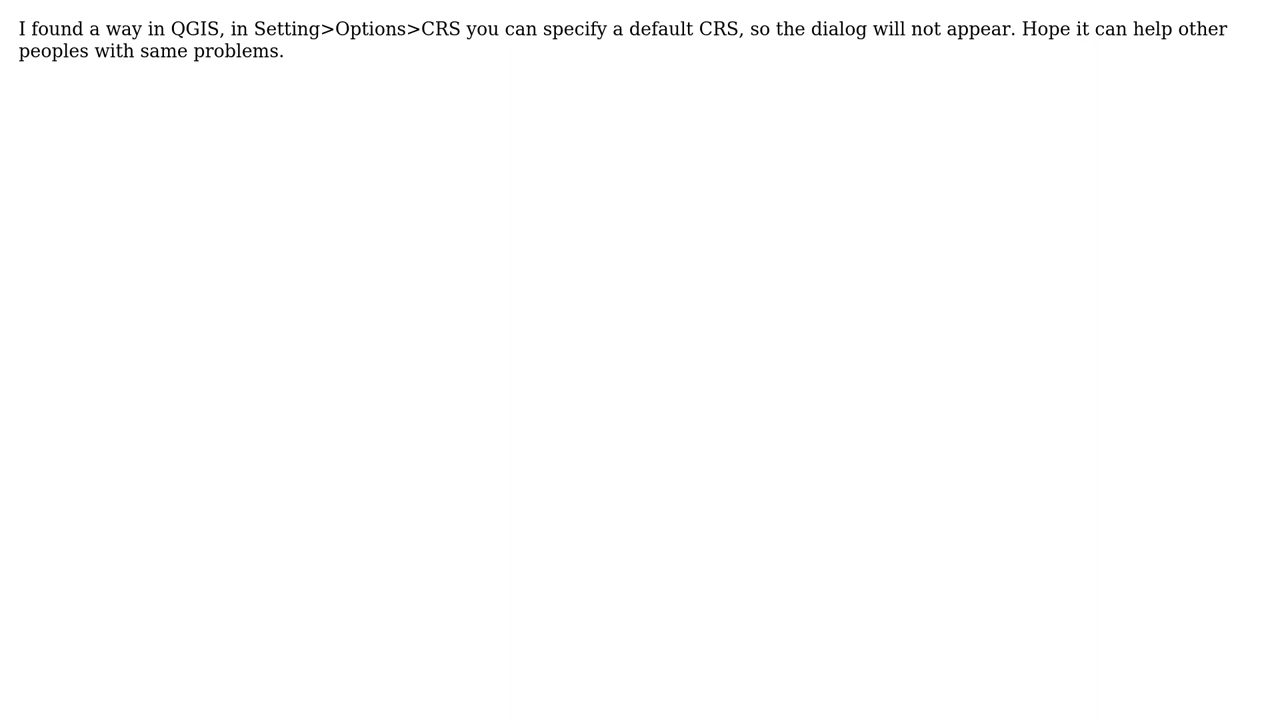 I found a way in QGIS, in Setting>Options>CRS you can specify a default CRS, so the dialog will not appear. Hope it can help other
peoples with same problems.